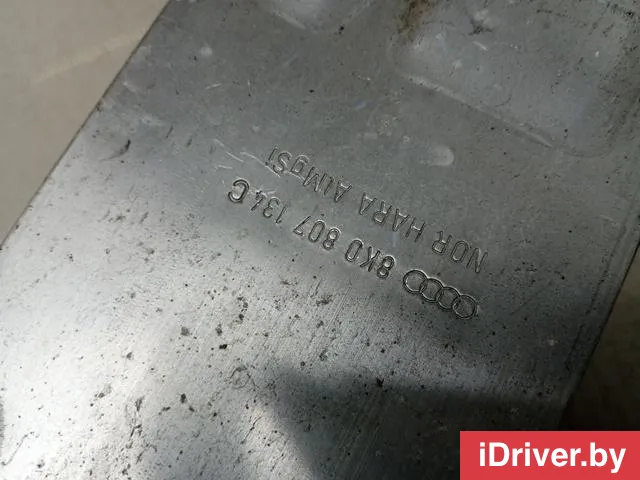 8K0 807 134 C
NOR HARA AlMgSi
iDriver.by